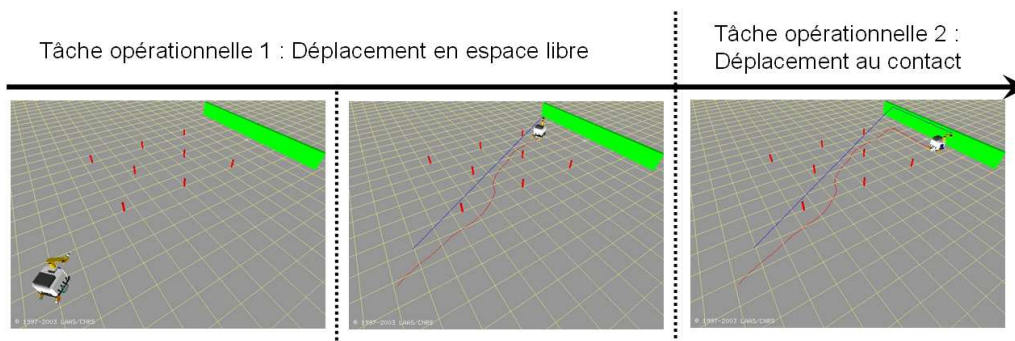 Tâche opérationnelle 1 : Déplacement en espace libre
Tâche opérationnelle 2 :
Déplacement au contact
© 1997-2003 LAAS/CNRS
© 1997-2003 LAAS/CNRS
© 1997-2003 LAAS/CNRS